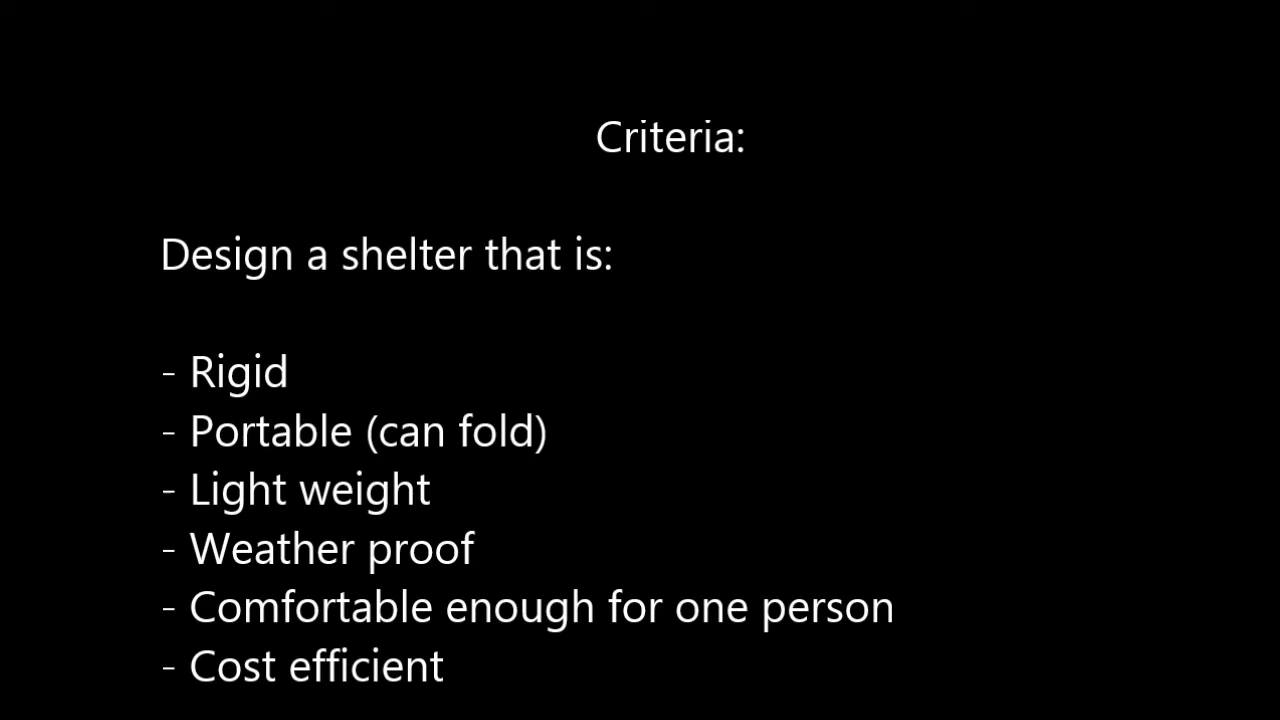 Criteria:
Design a shelter that is:
- Rigid
- Portable (can fold)
- Light weight
- Weather proof
- Comfortable enough for one person
- Cost efficient